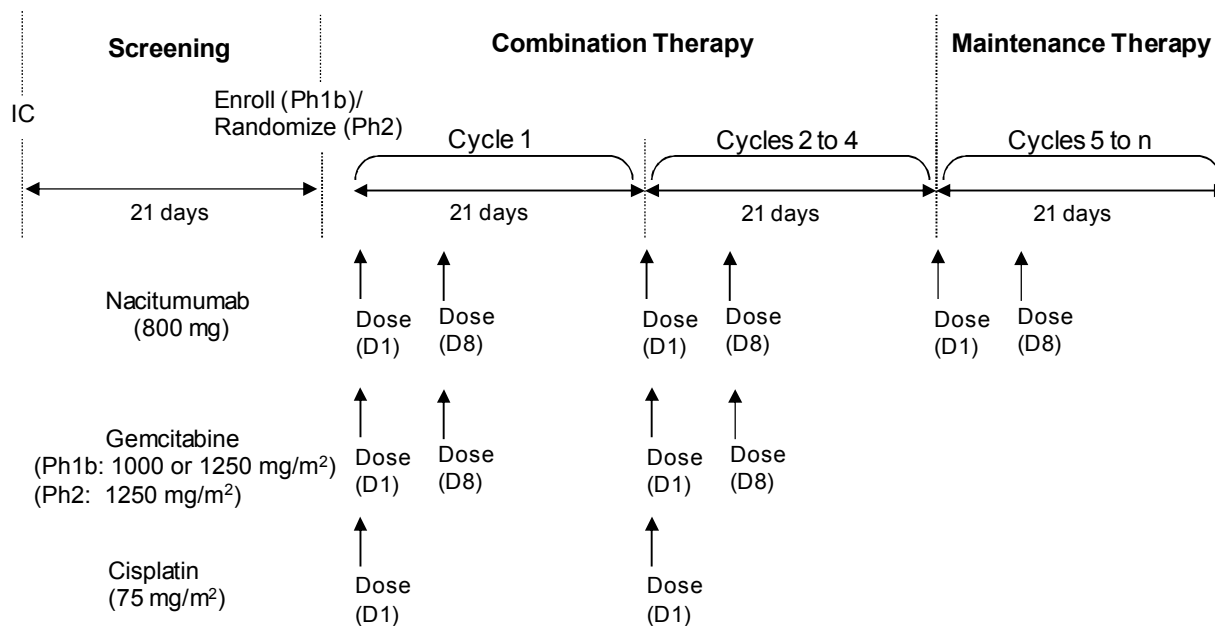 Screening
Combination Therapy
Maintenance Therapy
IC
Enroll (Ph1b)/
Randomize (Ph2)
Cycle 1
Cycles 2 to 4
Cycles 5 to n
21 days
21 days
21 days
21 days
Nacitumumab
(800 mg)
Dose
(D1)
Dose
(D8)
Dose
(D1)
Dose
(D8)
Dose
(D1)
Dose
(D8)
Gemcitabine
(Ph1b: 1000 or 1250 mg/m²)
(Ph2: 1250 mg/m²)
Dose
(D1)
Dose
(D8)
Dose
(D1)
Dose
(D8)
Cisplatin
(75 mg/m²)
Dose
(D1)
Dose
(D1)